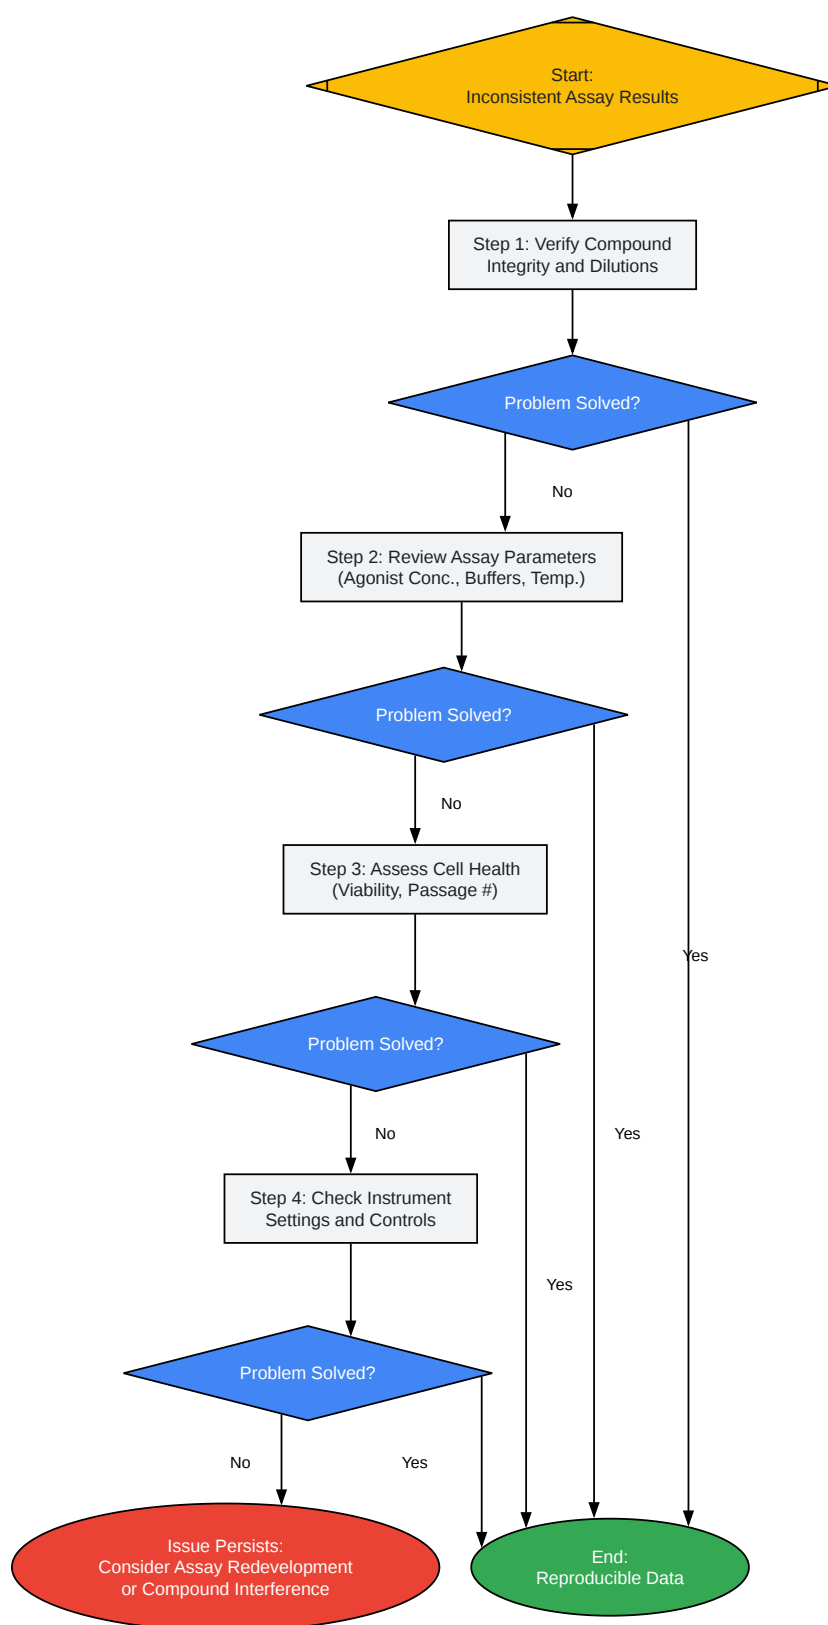 Start:
Inconsistent Assay Results
Step 1: Verify Compound
Integrity and Dilutions
Problem Solved?
No
Step 2: Review Assay Parameters
(Agonist Conc., Buffers, Temp.)
Problem Solved?
No
Step 3: Assess Cell Health
(Viability, Passage #)
Yes
Problem Solved?
No
Yes
Step 4: Check Instrument
Settings and Controls
Yes
Problem Solved?
No
Yes
Issue Persists:
Consider Assay Redevelopment
or Compound Interference
End:
Reproducible Data